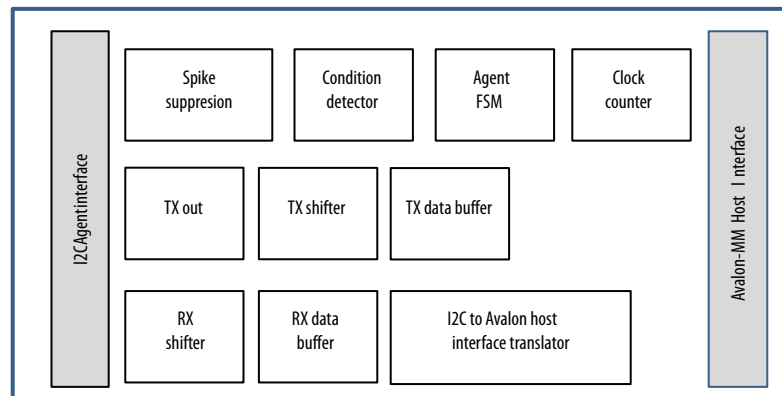 I2CAgentinterface
Spike
suppresion
Condition
detector
Agent
FSM
Clock
counter
TX out
TX shifter
TX data buffer
RX
shifter
RX data
buffer
I2C to Avalon host
interface translator
Avalon-MM Host I nterface